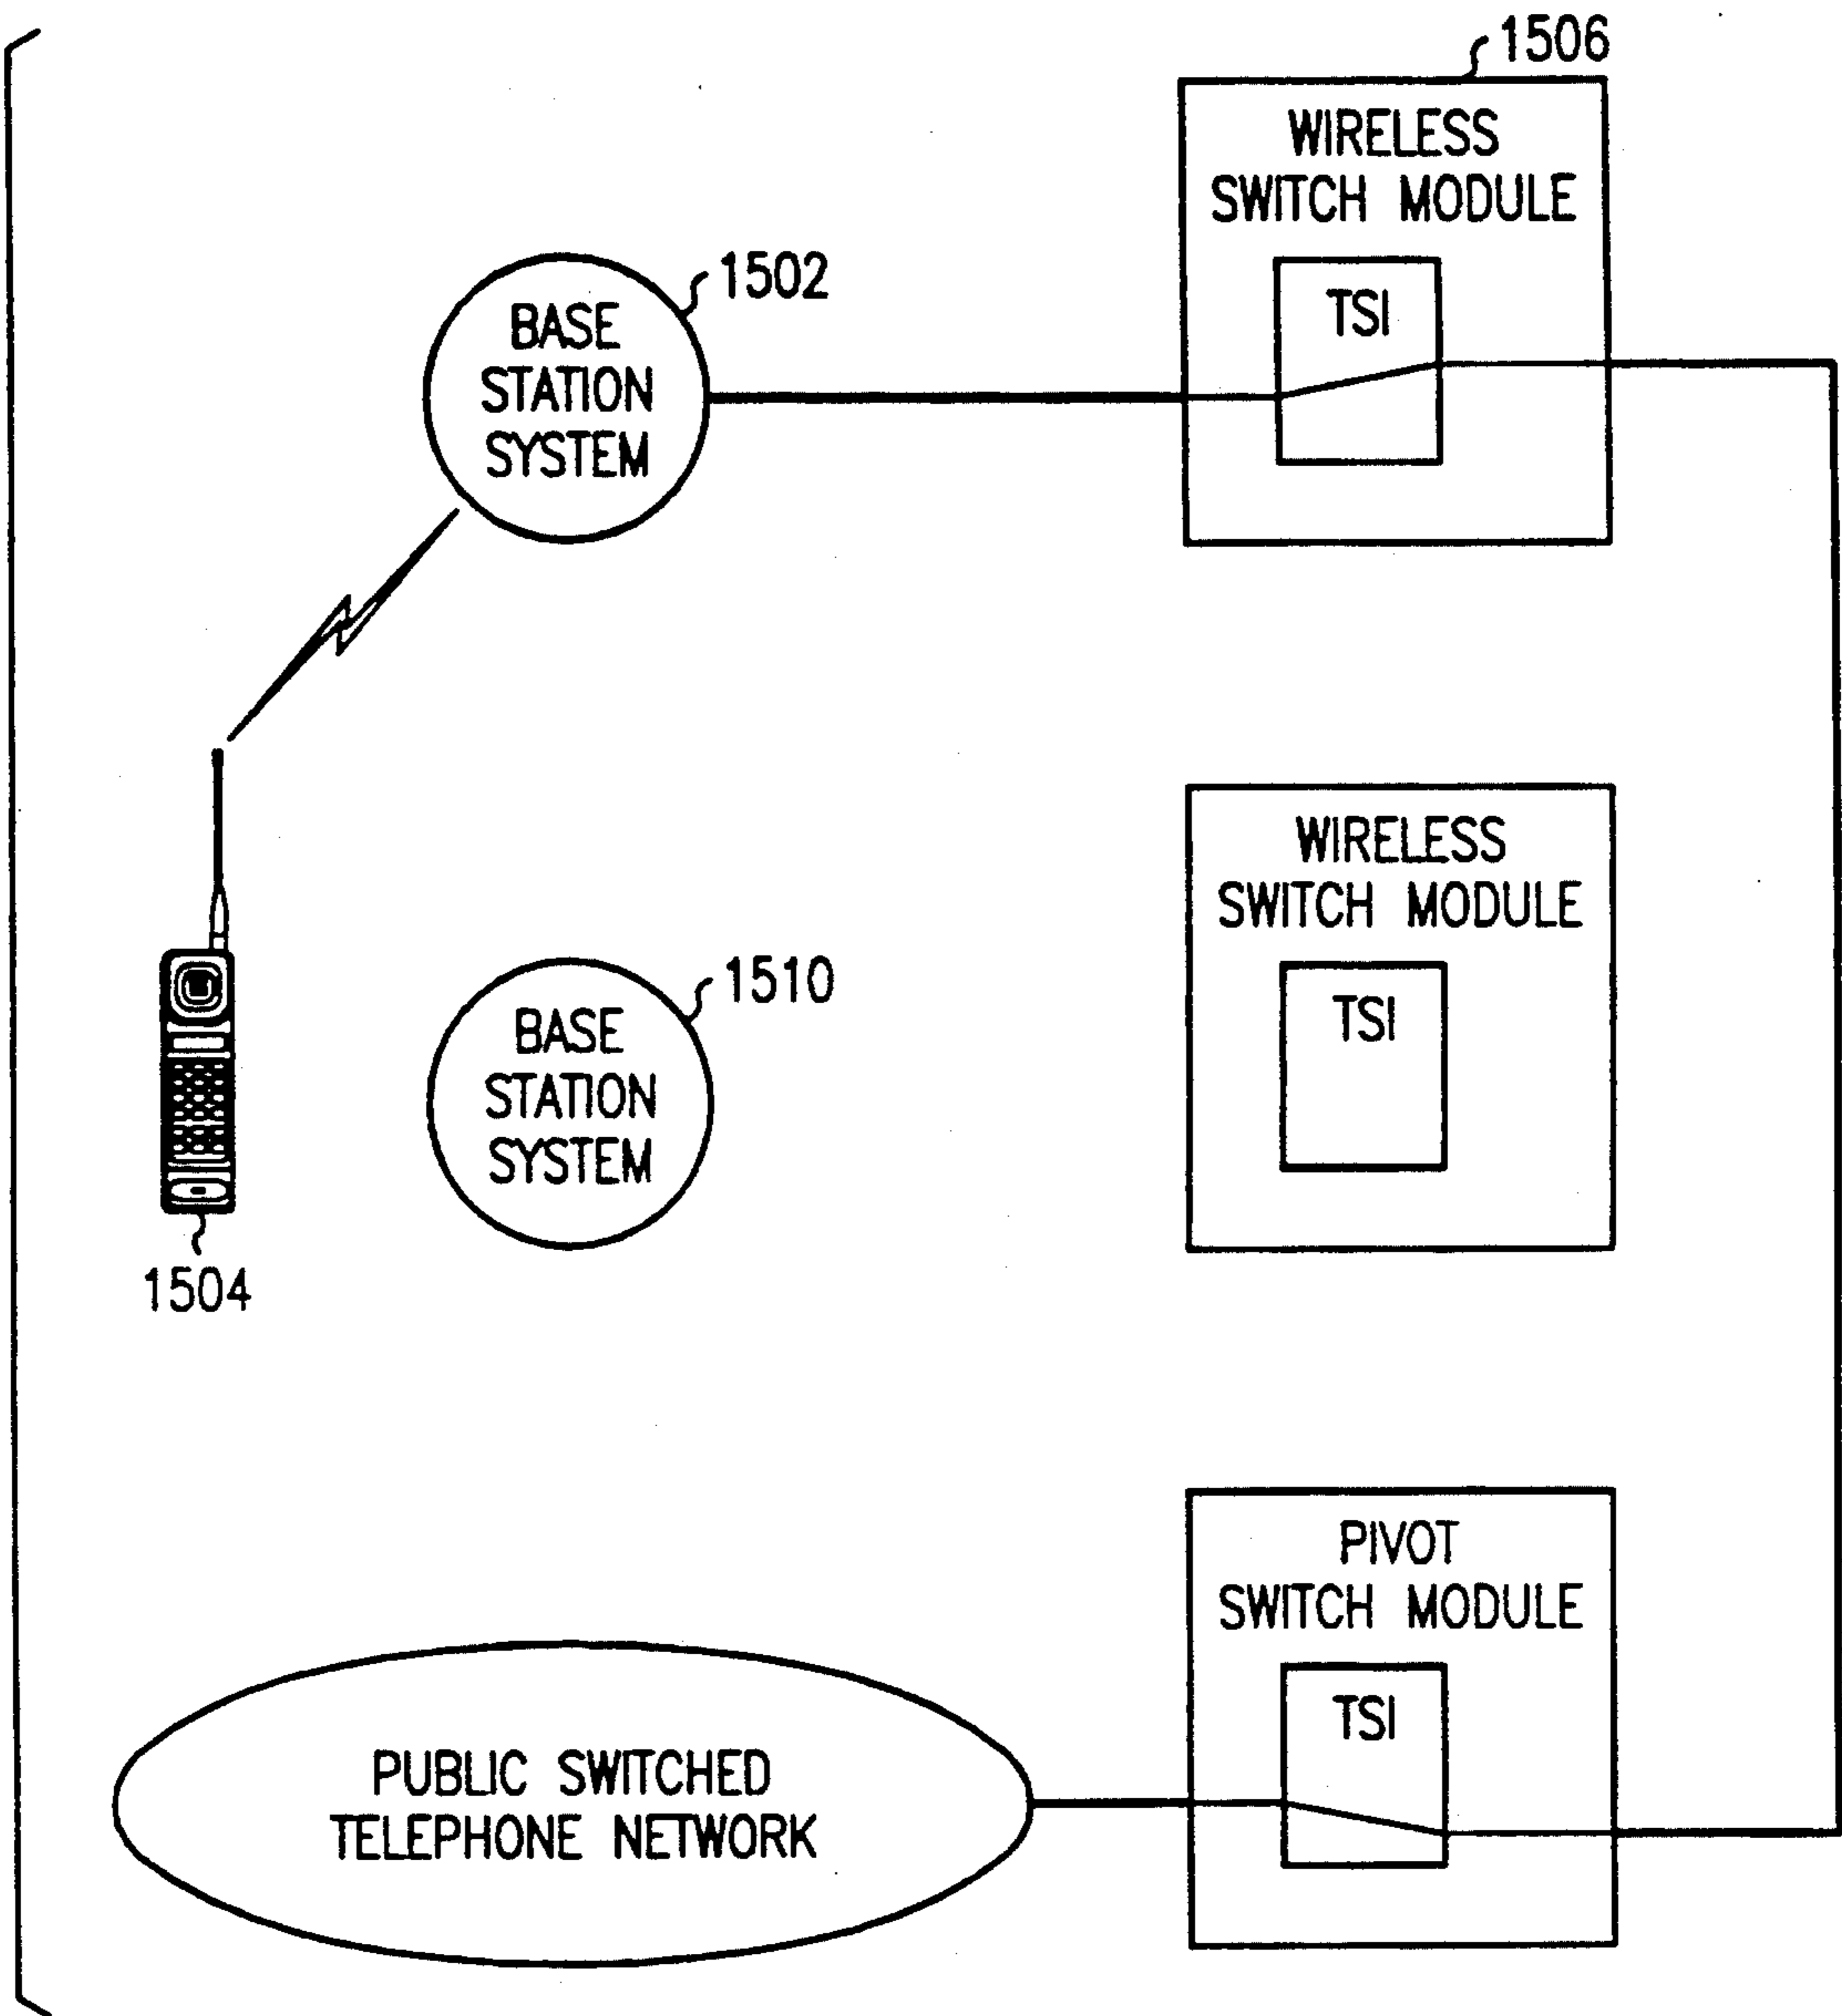 1506
WIRELESS
SWITCH MODULE
TSI
1502
BASE
STATION
SYSTEM
WIRELESS
SWITCH MODULE
TSI
1510
BASE
STATION
SYSTEM
1504
PIVOT
SWITCH MODULE
TSI
PUBLIC SWITCHED
TELEPHONE NETWORK